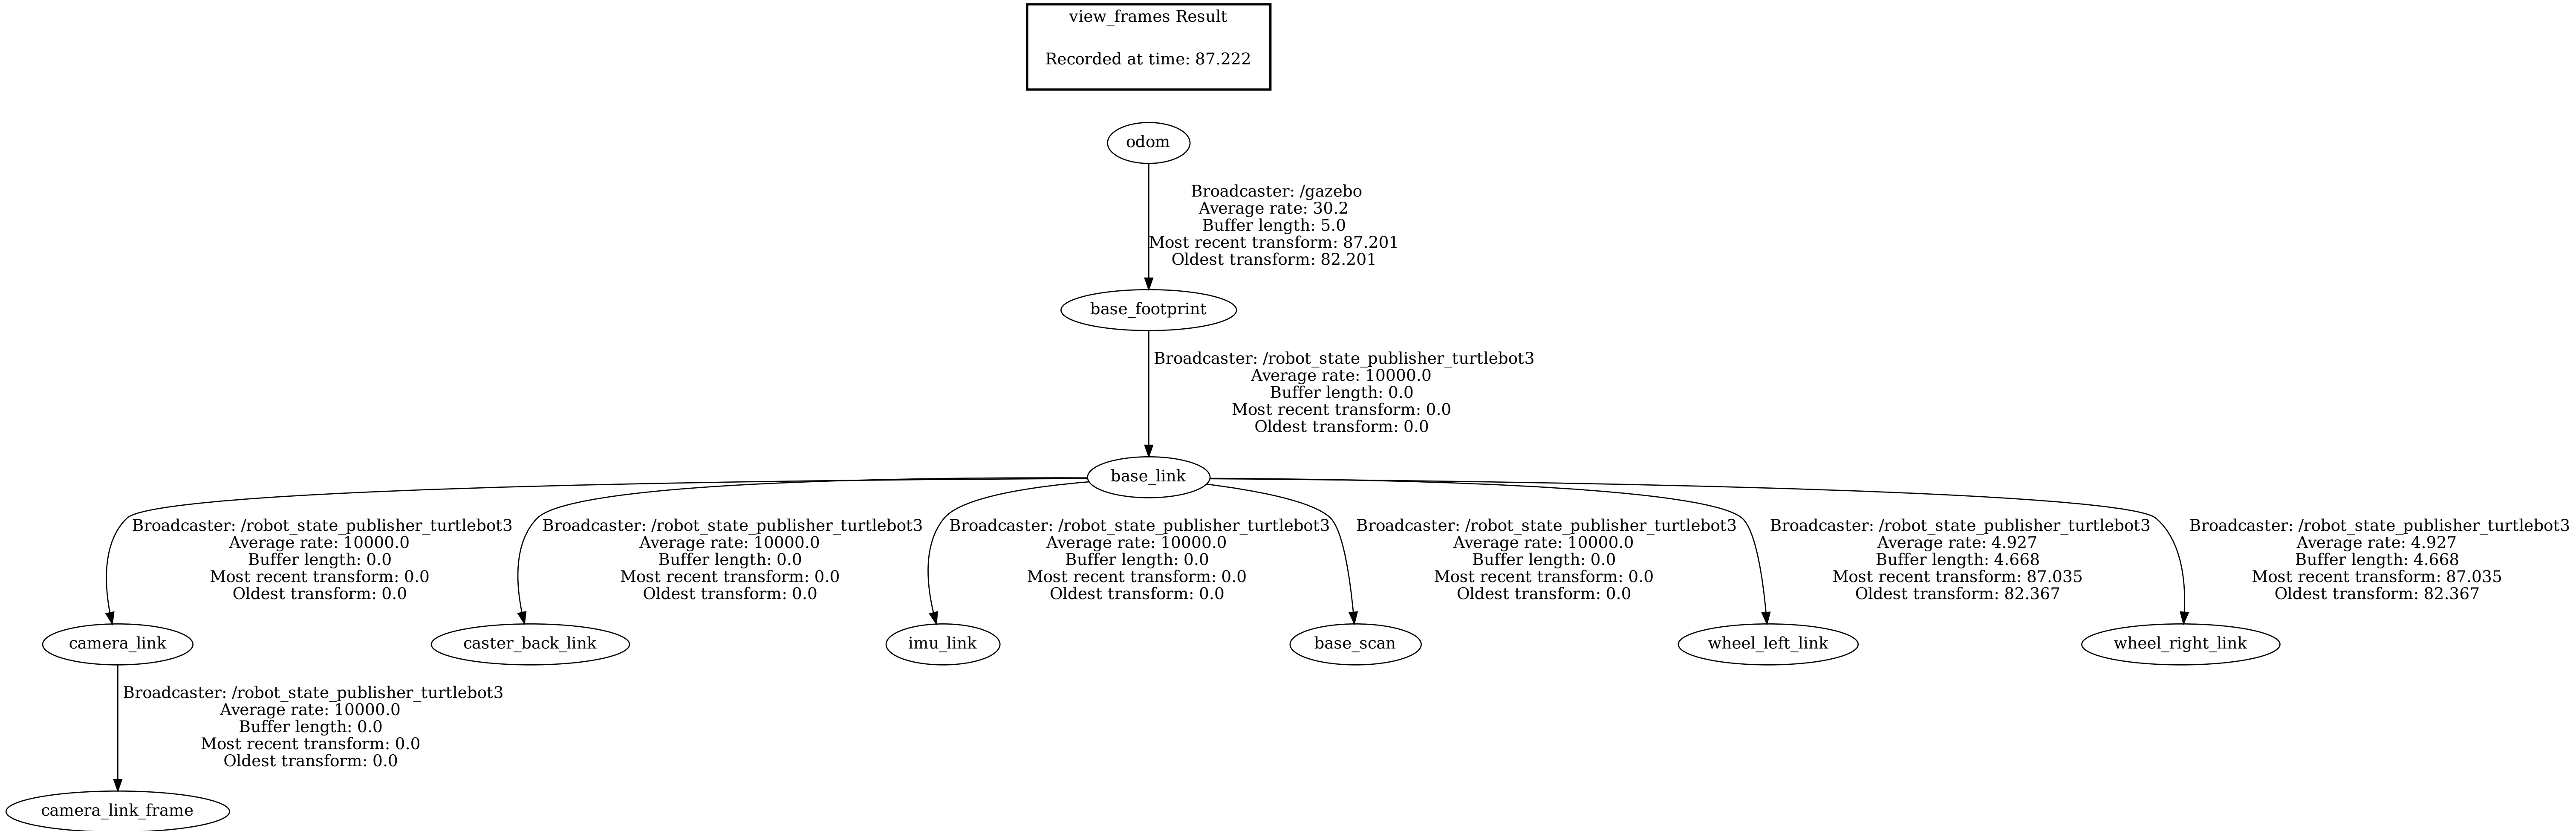 view_frames Result
Recorded at time: 87.222
odom
Broadcaster: /gazebo
Average rate: 30.2
Buffer length: 5.0
Most recent transform: 87.201
Oldest transform: 82.201
base_footprint
Broadcaster: /robot_state_publisher_turtlebot3
Average rate: 10000.0
Buffer length: 0.0
Most recent transform: 0.0
Oldest transform: 0.0
base_link
Broadcaster: /robot_state_publisher_turtlebot3
Average rate: 10000.0
Buffer length: 0.0
Most recent transform: 0.0
Oldest transform: 0.0
Broadcaster: /robot_state_publisher_turtlebot3
Average rate: 10000.0
Buffer length: 0.0
Most recent transform: 0.0
Oldest transform: 0.0
Broadcaster: /robot_state_publisher_turtlebot3
Average rate: 10000.0
Buffer length: 0.0
Most recent transform: 0.0
Oldest transform: 0.0
Broadcaster: /robot_state_publisher_turtlebot3
Average rate: 10000.0
Buffer length: 0.0
Most recent transform: 0.0
Oldest transform: 0.0
Broadcaster: /robot_state_publisher_turtlebot3
Average rate: 4.927
Buffer length: 4.668
Most recent transform: 87.035
Oldest transform: 82.367
Broadcaster: /robot_state_publisher_turtlebot3
Average rate: 4.927
Buffer length: 4.668
Most recent transform: 87.035
Oldest transform: 82.367
camera_link
caster_back_link
imu_link
base_scan
wheel_left_link
wheel_right_link
Broadcaster: /robot_state_publisher_turtlebot3
Average rate: 10000.0
Buffer length: 0.0
Most recent transform: 0.0
Oldest transform: 0.0
camera_link_frame